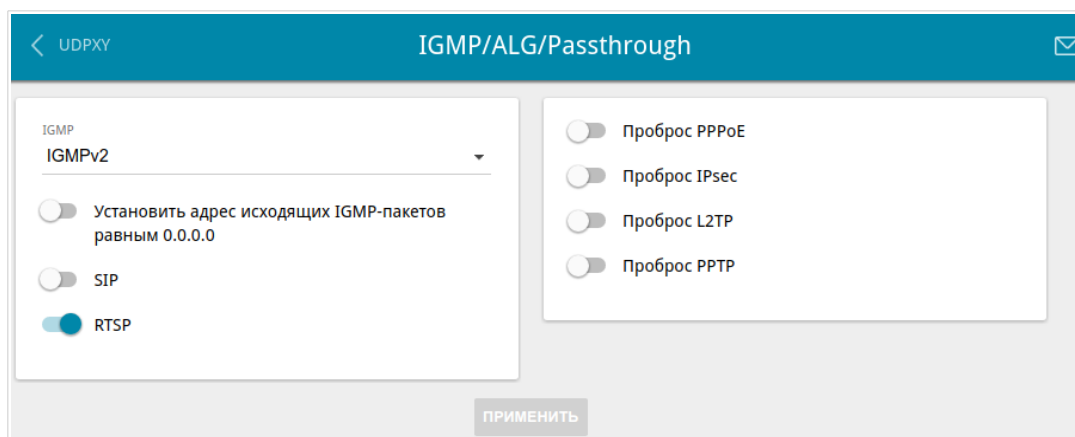 UDPXY
IGMP/ALG/Passthrough
IGMP
IGMPv2
Установить адрес исходящих IGMP-пакетов
равным 0.0.0.0
SIP
RTSP
Проброс PPPoE
Проброс IPsec
Проброс L2TP
Проброс PPTP
ПРИМЕНИТЬ